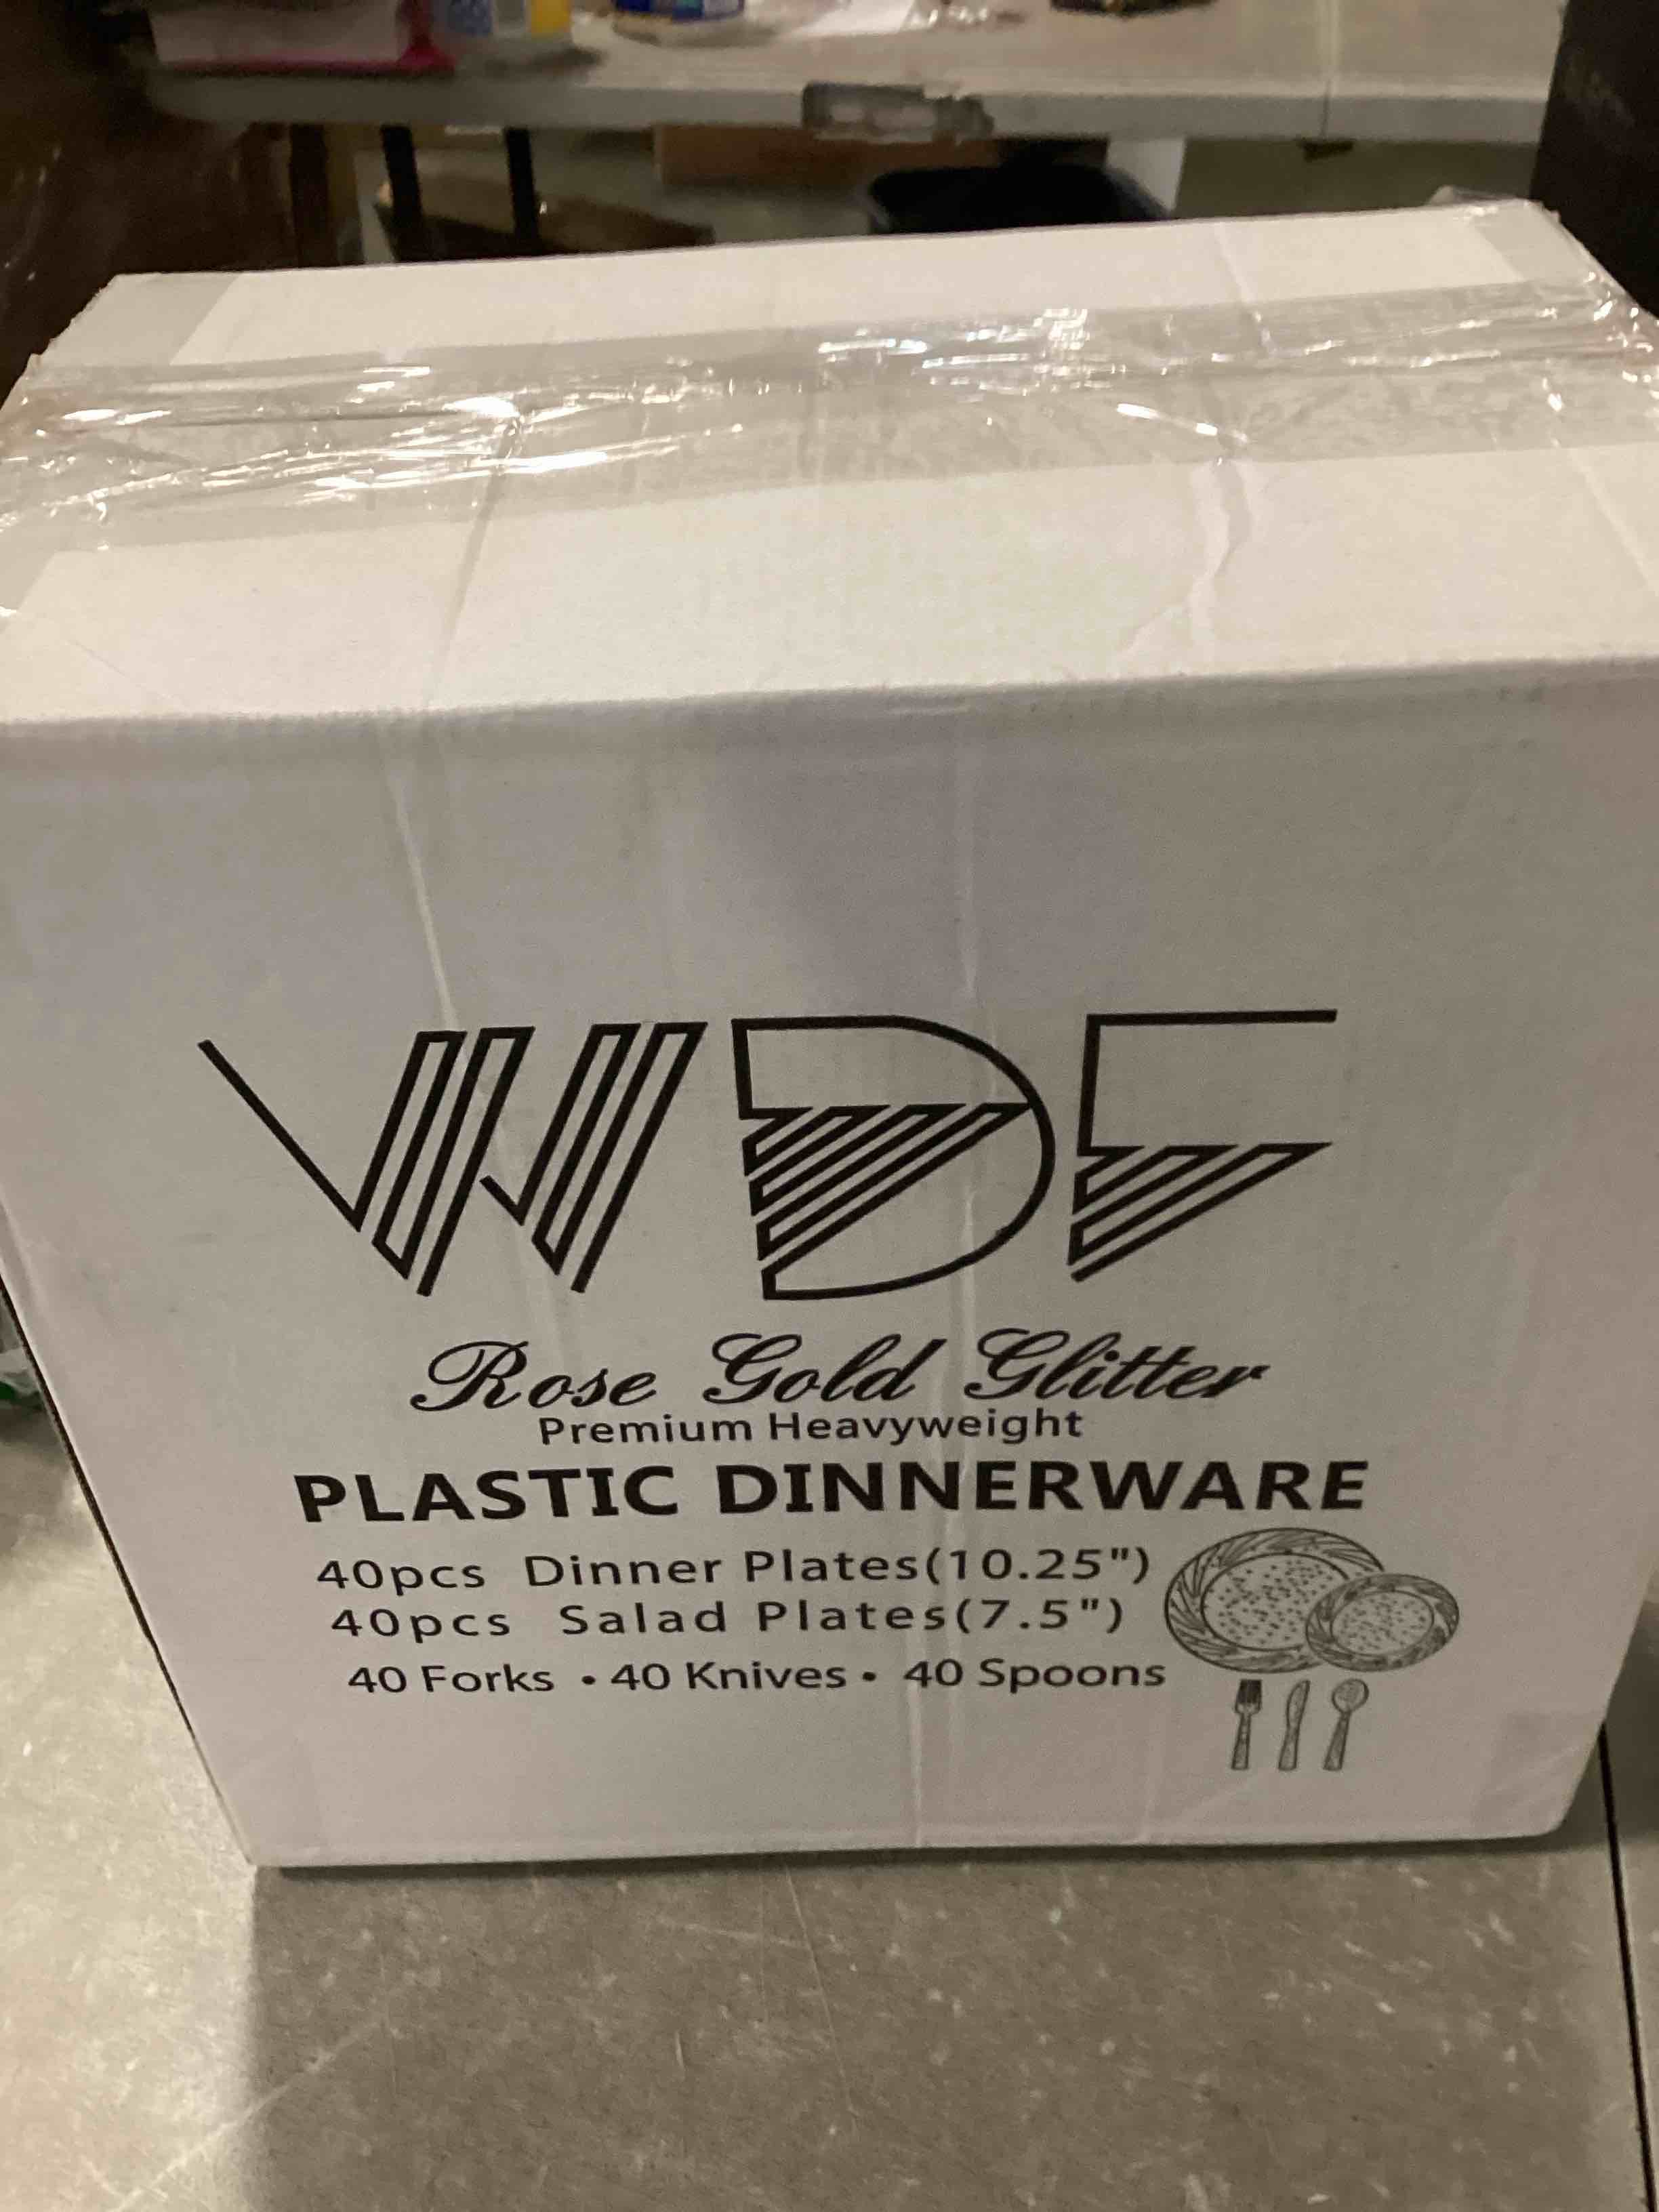 WDF
Rose Gold Glitter
Premium Heavyweight
PLASTIC DINNERWARE
40pcs Dinner Plates(10.25")
40pcs Salad Plates(7.5")
40 Forks • 40 Knives • 40 Spoons